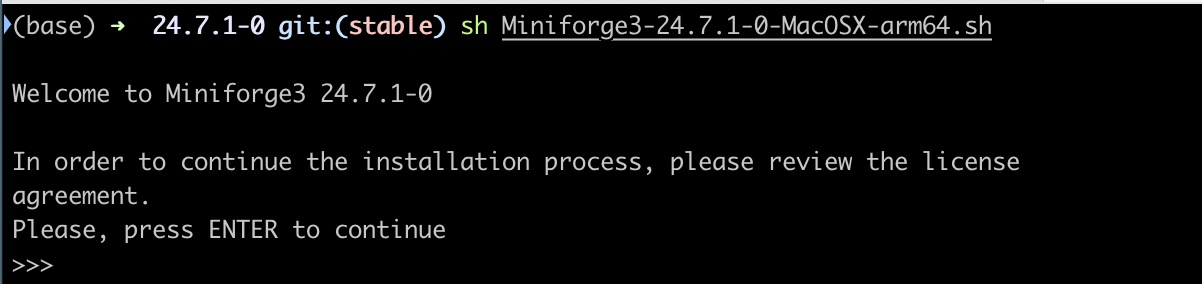 (base) → 24.7.1-0 git:(stable) sh Miniforge3-24.7.1-0-MacOSX-arm64.sh
Welcome to Miniforge3 24.7.1-0
In order to continue the installation process, please review the license
agreement.
Please, press ENTER to continue
>>>